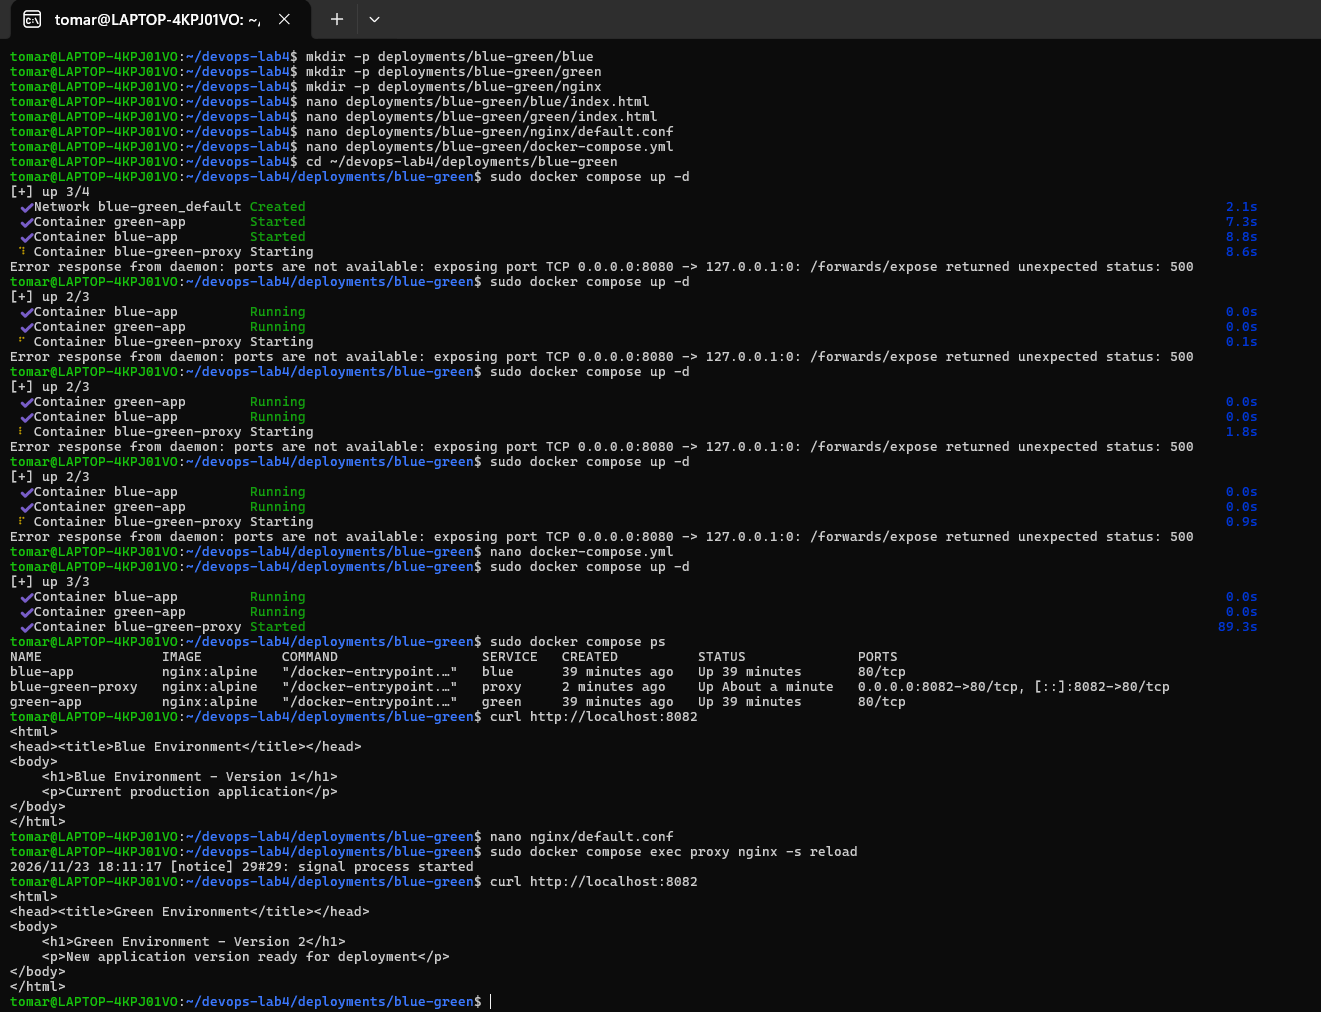 tomar@LAPTOP-4KPJ01VO: ~,
tomar@LAPTOP-4KPJ01VO:~/devops-lab4$ mkdir -p deployments/blue-green/blue
tomar@LAPTOP-4KPJ01VO:~/devops-lab4$ mkdir -p deployments/blue-green/green
tomar@LAPTOP-4KPJ01VO:~/devops-lab4$ mkdir -p deployments/blue-green/nginx
tomar@LAPTOP-4KPJ01VO:~/devops-lab4$ nano deployments/blue-green/blue/index.html
tomar@LAPTOP-4KPJ01VO:~/devops-lab4$ nano deployments/blue-green/green/index.html
tomar@LAPTOP-4KPJ01VO:~/devops-lab4$ nano deployments/blue-green/nginx/default.conf
tomar@LAPTOP-4KPJ01VO:~/devops-lab4$ nano deployments/blue-green/docker-compose.yml
tomar@LAPTOP-4KPJ01VO:~/devops-lab4$ cd ~/devops-lab4/deployments/blue-green
tomar@LAPTOP-4KPJ01VO:~/devops-lab4/deployments/blue-green$ sudo docker compose up -d
[+] up 3/4
✔Network blue-green_default Created 2.1s
✔Container green-app Started 7.3s
✔Container blue-app Started 8.8s
Container blue-green-proxy Starting 8.6s
Error response from daemon: ports are not available: exposing port TCP 0.0.0.0:8080 -> 127.0.0.1:0: /forwards/expose returned unexpected status: 500
tomar@LAPTOP-4KPJ01VO:~/devops-lab4/deployments/blue-green$ sudo docker compose up -d
[+] up 2/3
✔Container blue-app Running 0.0s
✔Container green-app Running 0.0s
Container blue-green-proxy Starting 0.1s
Error response from daemon: ports are not available: exposing port TCP 0.0.0.0:8080 -> 127.0.0.1:0: /forwards/expose returned unexpected status: 500
tomar@LAPTOP-4KPJ01VO:~/devops-lab4/deployments/blue-green$ sudo docker compose up -d
[+] up 2/3
✔Container green-app Running 0.0s
✔Container blue-app Running 0.0s
Container blue-green-proxy Starting 1.8s
Error response from daemon: ports are not available: exposing port TCP 0.0.0.0:8080 -> 127.0.0.1:0: /forwards/expose returned unexpected status: 500
tomar@LAPTOP-4KPJ01VO:~/devops-lab4/deployments/blue-green$ sudo docker compose up -d
[+] up 2/3
✔Container blue-app Running 0.0s
✔Container green-app Running 0.0s
Container blue-green-proxy Starting 0.9s
Error response from daemon: ports are not available: exposing port TCP 0.0.0.0:8080 -> 127.0.0.1:0: /forwards/expose returned unexpected status: 500
tomar@LAPTOP-4KPJ01VO:~/devops-lab4/deployments/blue-green$ nano docker-compose.yml
tomar@LAPTOP-4KPJ01VO:~/devops-lab4/deployments/blue-green$ sudo docker compose up -d
[+] up 3/3
✔Container blue-app Running 0.0s
✔Container green-app Running 0.0s
✔Container blue-green-proxy Started 89.3s
tomar@LAPTOP-4KPJ01VO:~/devops-lab4/deployments/blue-green$ sudo docker compose ps
NAME IMAGE COMMAND SERVICE CREATED STATUS PORTS
blue-app nginx:alpine "/docker-entrypoint.…" blue 39 minutes ago Up 39 minutes 80/tcp
blue-green-proxy nginx:alpine "/docker-entrypoint.…" proxy 2 minutes ago Up About a minute 0.0.0.0:8082->80/tcp, [::]:8082->80/tcp
green-app nginx:alpine "/docker-entrypoint.…" green 39 minutes ago Up 39 minutes 80/tcp
tomar@LAPTOP-4KPJ01VO:~/devops-lab4/deployments/blue-green$ curl http://localhost:8082
<html>
<head><title>Blue Environment</title></head>
<body>
<h1>Blue Environment - Version 1</h1>
<p>Current production application</p>
</body>
</html>
tomar@LAPTOP-4KPJ01VO:~/devops-lab4/deployments/blue-green$ nano nginx/default.conf
tomar@LAPTOP-4KPJ01VO:~/devops-lab4/deployments/blue-green$ sudo docker compose exec proxy nginx -s reload
2026/11/23 18:11:17 [notice] 29#29: signal process started
tomar@LAPTOP-4KPJ01VO:~/devops-lab4/deployments/blue-green$ curl http://localhost:8082
<html>
<head><title>Green Environment</title></head>
<body>
<h1>Green Environment - Version 2</h1>
<p>New application version ready for deployment</p>
</body>
</html>
tomar@LAPTOP-4KPJ01VO:~/devops-lab4/deployments/blue-green$